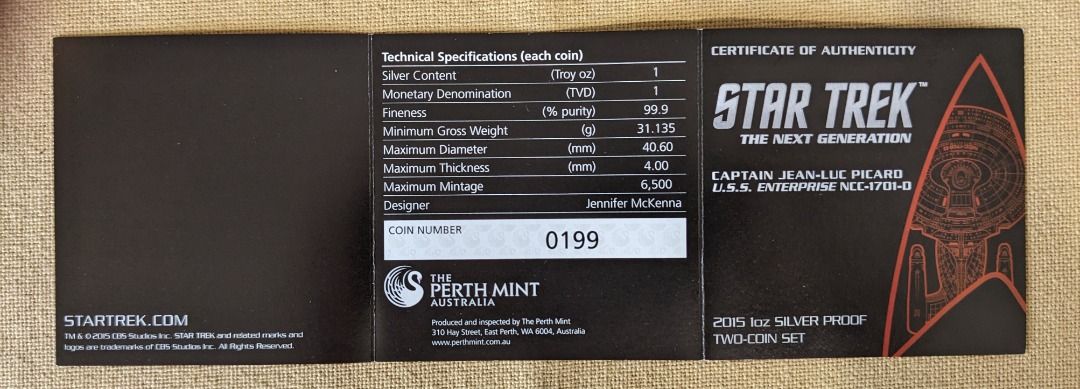 STARTREK.COM
TM & © 2015 CBS Studios Inc. STAR TREK and related marks and
logos are trademarks of CBS Studios Inc. All Rights Reserved.
Technical Specifications (each coin)
Silver Content (Troy oz) 1
Monetary Denomination (TVD) 1
Fineness (% purity) 99.9
Minimum Gross Weight (g) 31.135
Maximum Diameter (mm) 40.60
Maximum Thickness (mm) 4.00
Maximum Mintage 6,500
Designer Jennifer McKenna
COIN NUMBER
0199
THE
PERTH MINT
AUSTRALIA
Produced and inspected by The Perth Mint
310 Hay Street, East Perth, WA 6004, Australia
www.perthmint.com.au
CERTIFICATE OF AUTHENTICITY
STAR TREK™
THE NEXT GENERATION
CAPTAIN JEAN-LUC PICARD
U.S.S. ENTERPRISE NCC-1701-D
2015 1oz SILVER PROOF
TWO-COIN SET